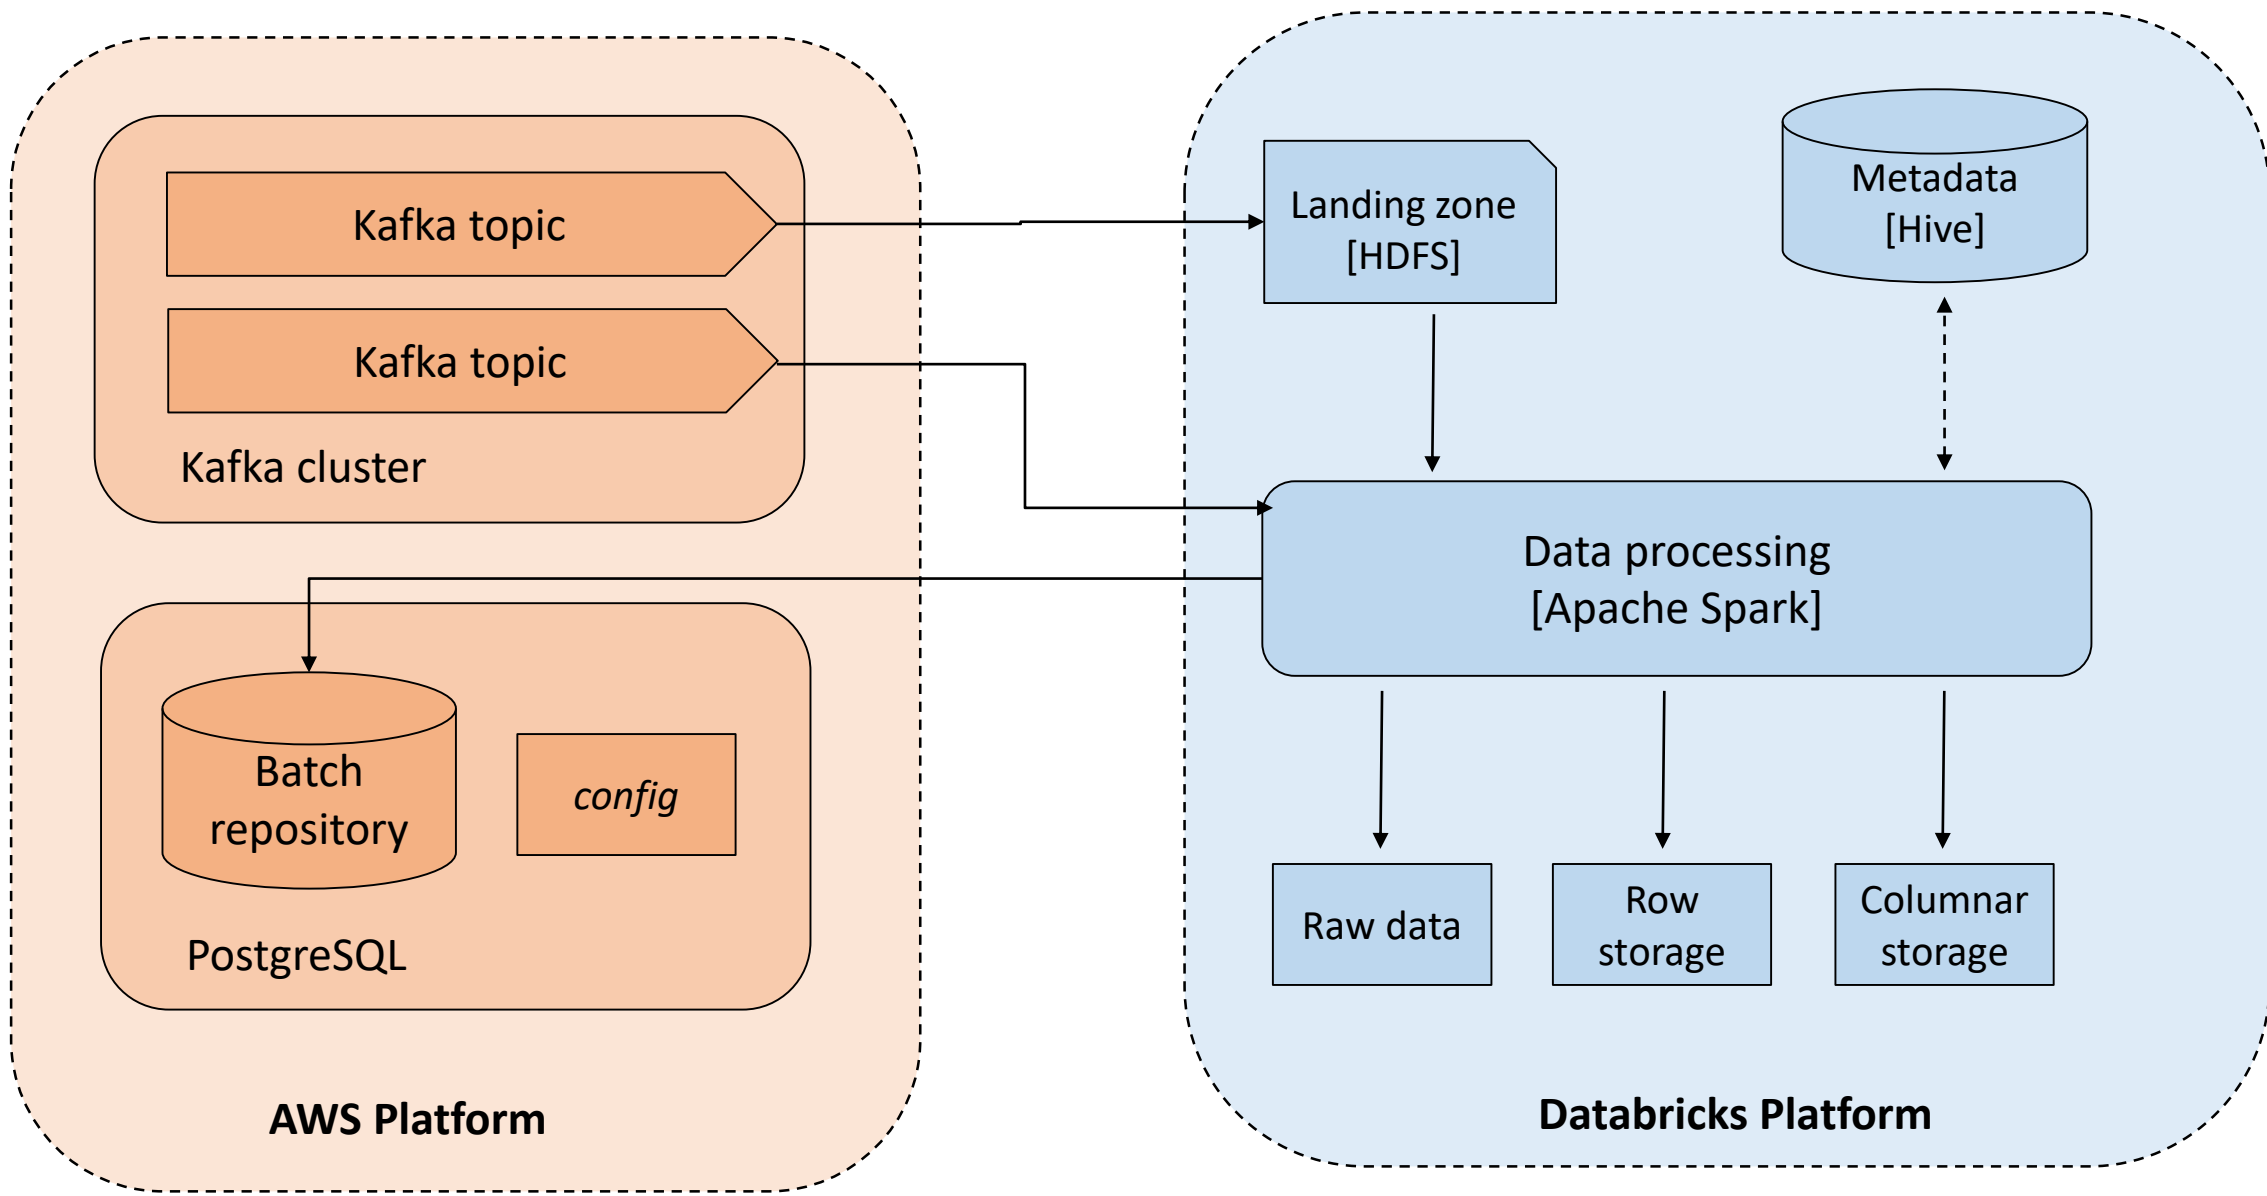 Kafka topic
Kafka topic
Kafka cluster
Batch
repository
config
PostgreSQL
AWS Platform
Landing zone
[HDFS]
Metadata
[Hive]
Data processing
[Apache Spark]
Raw data
Row
storage
Columnar
storage
Databricks Platform